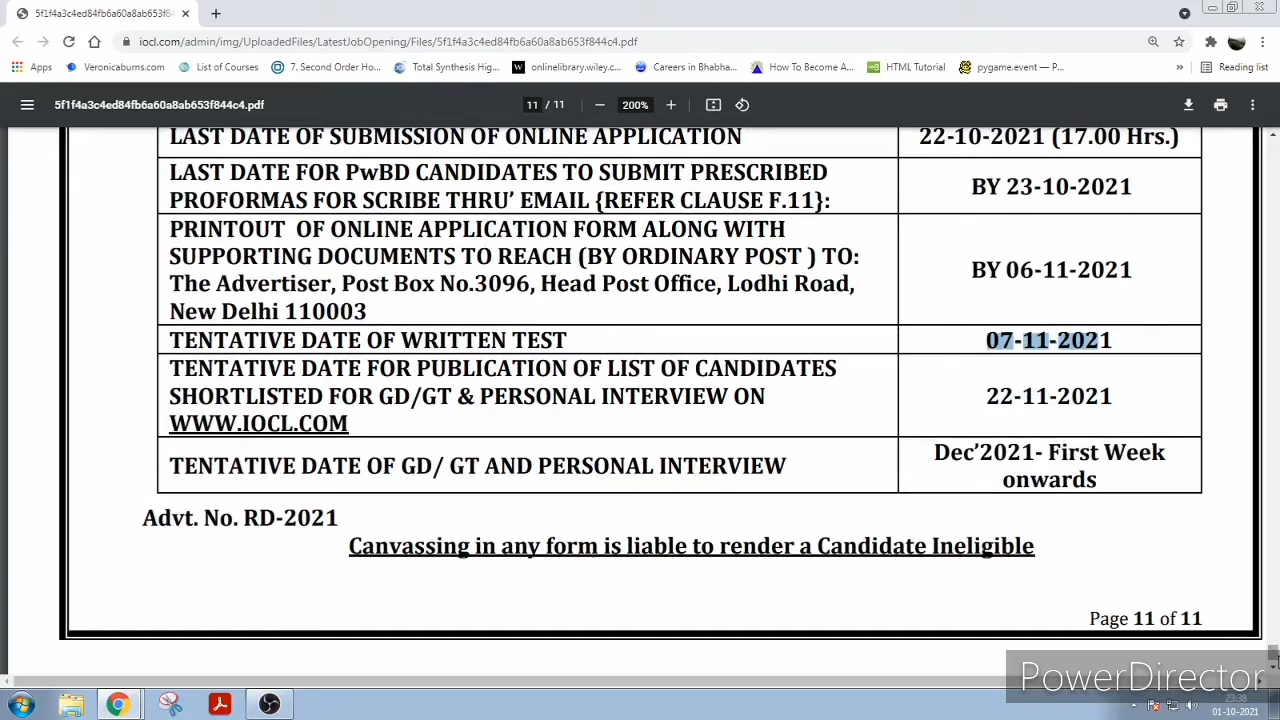 5f1f4a3c4ed84fb6a60a8ab653f84
iocl.com/admin/img/UploadedFiles/LatestJobOpening/Files/5f1f4a3c4ed84fb6a60a8ab653f844c4.pdf
Apps Veronicaburns.com List of Courses 7. Second Order Ho... Total Synthesis Hig... onlinelibrary.wiley.c... Careers in Bhabha... How To Become A... HTML Tutorial pygame.event — P... » Reading list
5f1f4a3c4ed84fb6a60a8ab653f844c4.pdf 11 / 11 200%
LAST DATE OF SUBMISSION OF ONLINE APPLICATION 22-10-2021 (17.00 Hrs.)
LAST DATE FOR PwBD CANDIDATES TO SUBMIT PRESCRIBED
PROFORMAS FOR SCRIBE THRU’ EMAIL {REFER CLAUSE F.11}:
BY 23-10-2021
PRINTOUT OF ONLINE APPLICATION FORM ALONG WITH
SUPPORTING DOCUMENTS TO REACH (BY ORDINARY POST ) TO:
The Advertiser, Post Box No.3096, Head Post Office, Lodhi Road,
New Delhi 110003
BY 06-11-2021
TENTATIVE DATE OF WRITTEN TEST 07-11-2021
TENTATIVE DATE FOR PUBLICATION OF LIST OF CANDIDATES
SHORTLISTED FOR GD/GT & PERSONAL INTERVIEW ON
WWW.IOCL.COM
22-11-2021
TENTATIVE DATE OF GD/ GT AND PERSONAL INTERVIEW
Dec’2021- First Week
onwards
Advt. No. RD-2021
Canvassing in any form is liable to render a Candidate Ineligible
Page 11 of 11
PowerDirector
23:38
01-10-2021